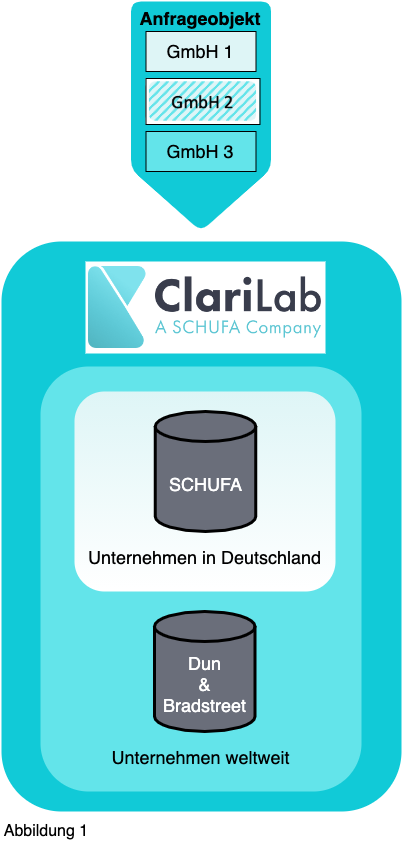 Anfrageobjekt
GmbH 1
GmbH 2
GmbH 3
ClariLab
A SCHUFA Company
SCHUFA
Unternehmen in Deutschland
Dun
&
Bradstreet
Unternehmen weltweit
Abbildung 1